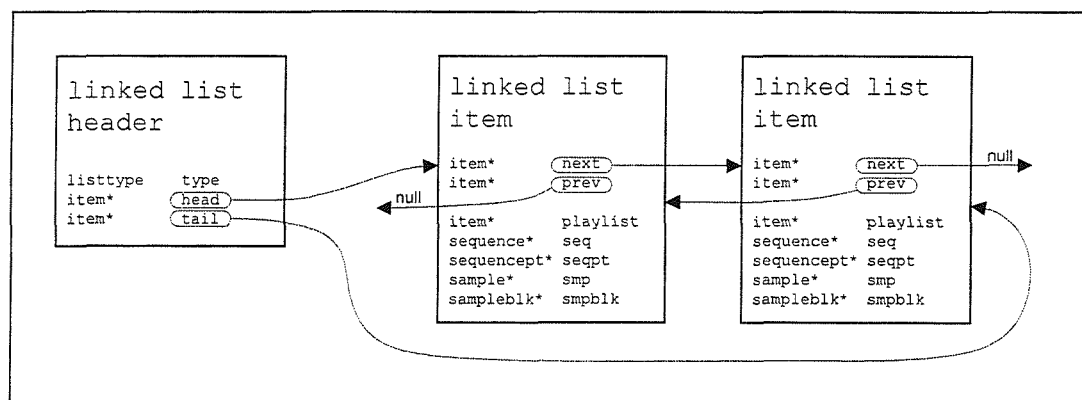 linked list
header
listtype type
item* head
item* tail
linked list
item
item* next
item* prev
null
item* playlist
sequence* seq
sequencept* seqpt
sample* smp
sampleblk* smpblk
linked list
item
item* next
null
item* prev
item* playlist
sequence* seq
sequencept* seqpt
sample* smp
sampleblk* smpblk